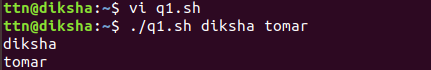 ttn@diksha:~$ vi q1.sh
ttn@diksha:~$ ./q1.sh diksha tomar
diksha
tomar